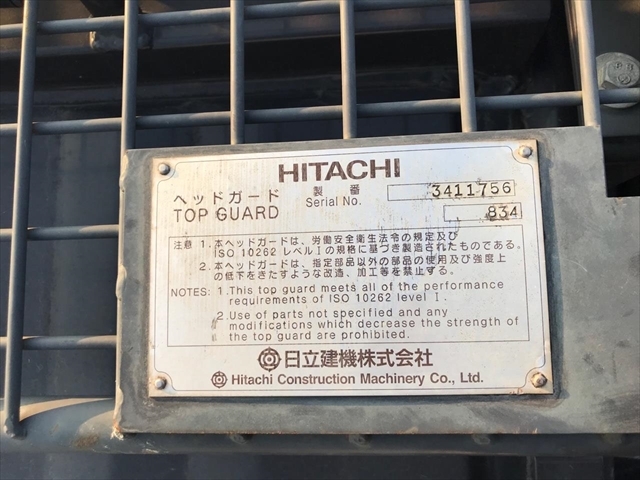 HITACHI
ヘッドガード 製番 3411756
TOP GUARD Serial No. 834
注意 1.本ヘッドガードは、労働安全衛生法令の規定及び
ISO 10262 レベルⅠの規格に基づき製造されたものである。
2.本ヘッドガードは、指定部品以外の部品の使用及び強度上
の低下をきたすような改造、加工等を禁止する。
NOTES: 1.This top guard meets all of the performance
requirements of ISO 10262 level Ⅰ.
2.Use of parts not specified and any
modifications which decrease the strength of
the top guard are prohibited.
日立建機株式会社
Hitachi Construction Machinery Co., Ltd.